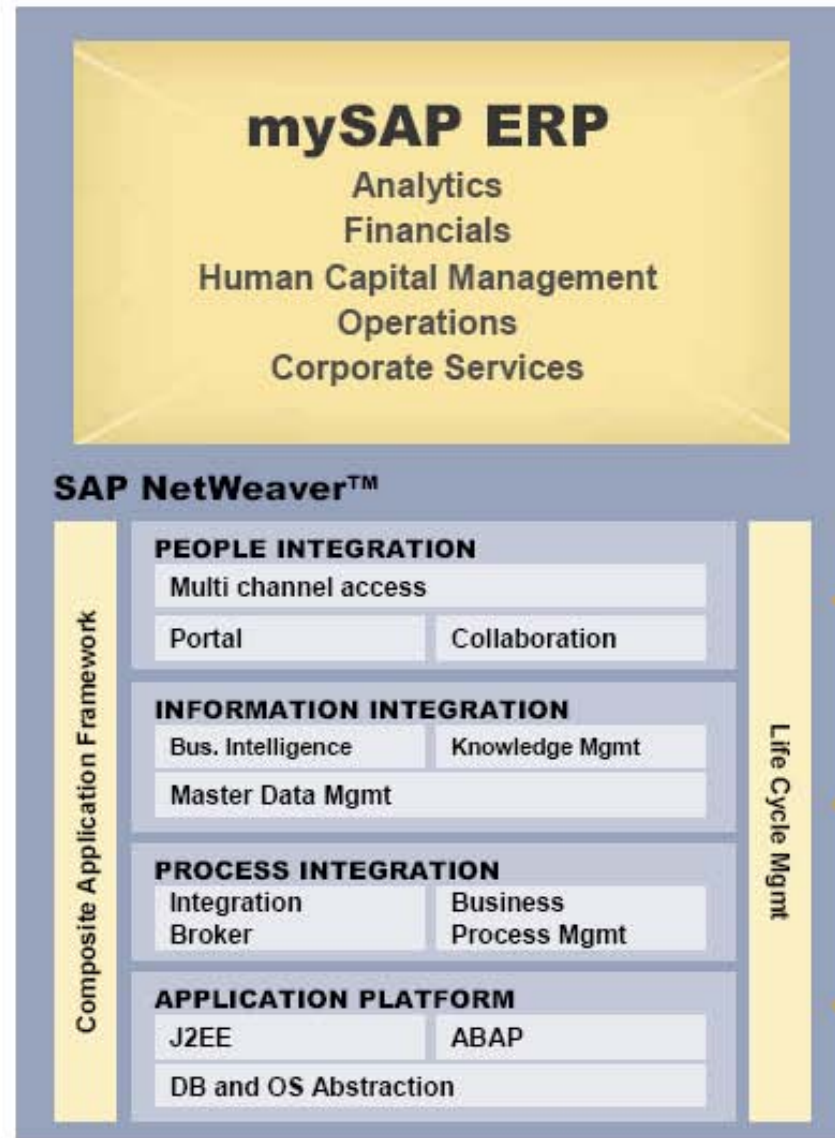 mySAP ERP
Analytics
Financials
Human Capital Management
Operations
Corporate Services
SAP NetWeaver™
Composite Application Framework
PEOPLE INTEGRATION
Multi channel access
Portal
Collaboration
INFORMATION INTEGRATION
Bus. Intelligence
Knowledge Mgmt
Master Data Mgmt
PROCESS INTEGRATION
Integration
Broker
Business
Process Mgmt
APPLICATION PLATFORM
J2EE
ABAP
DB and OS Abstraction
Life Cycle Mgmt